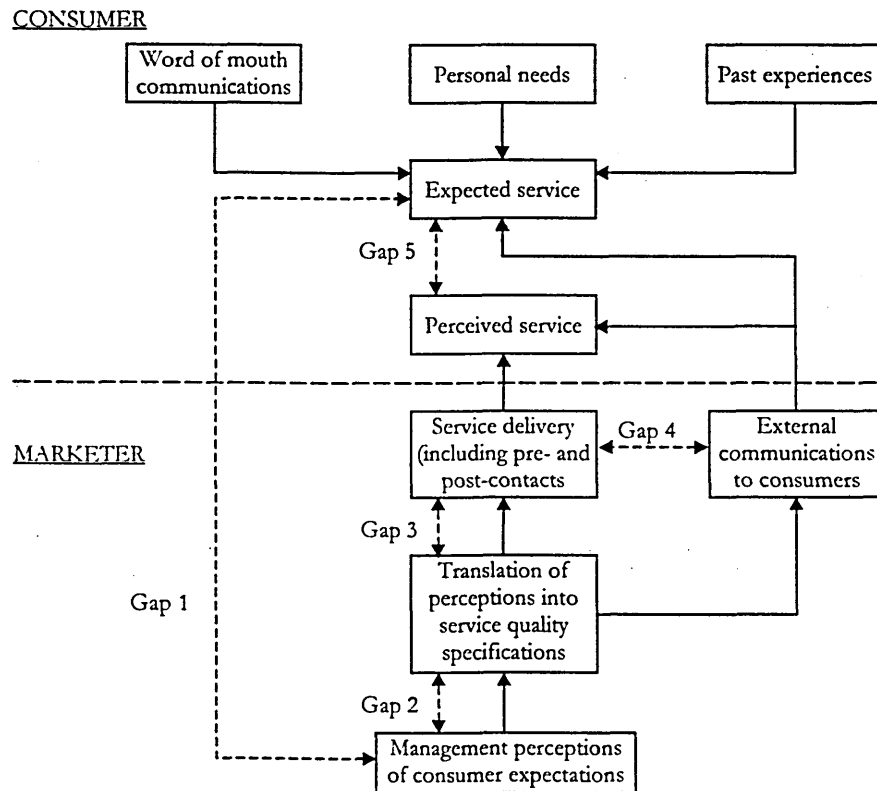 CONSUMER
Word of mouth
communications
Personal needs
Past experiences
Expected service
Gap 5
Perceived service
MARKETER
Service delivery
(including pre- and
post-contacts
Gap 4
External
communications
to consumers
Gap 3
Translation of
perceptions into
service quality
specifications
Gap 1
Gap 2
Management perceptions
of consumer expectations